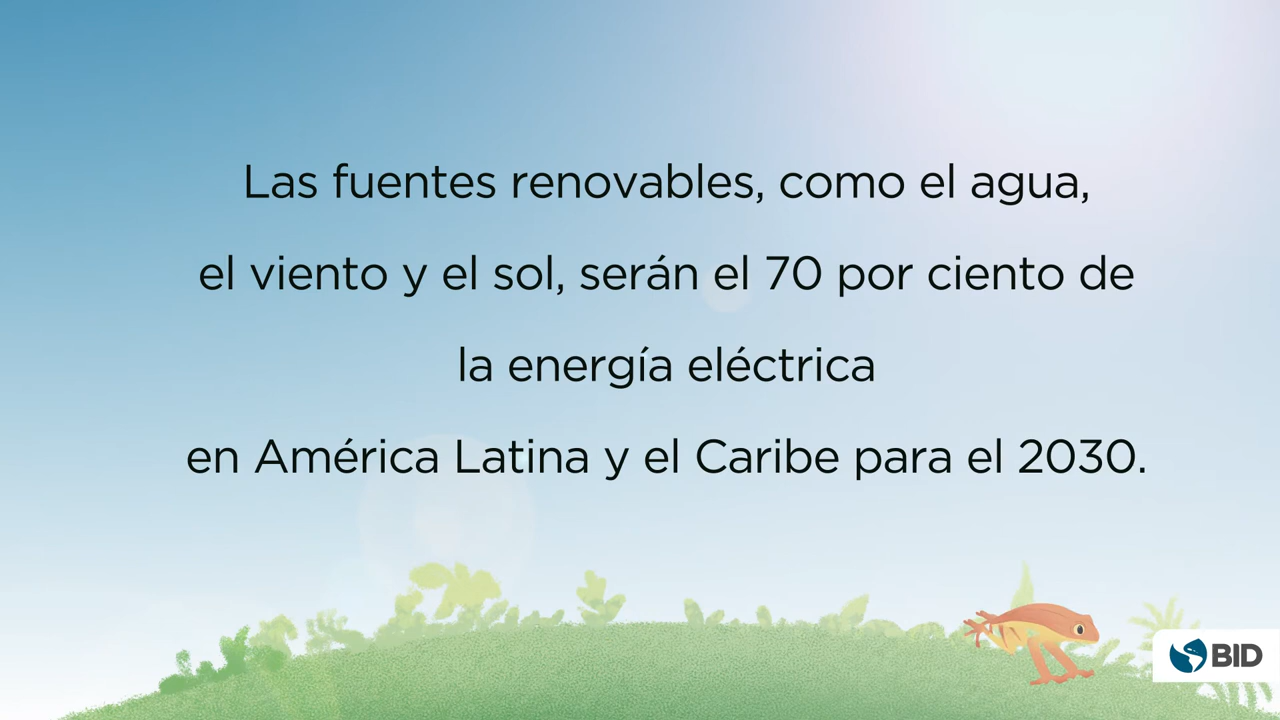 Las fuentes renovables, como el agua,
el viento y el sol, serán el 70 por ciento de
la energía eléctrica
en América Latina y el Caribe para el 2030.
BID